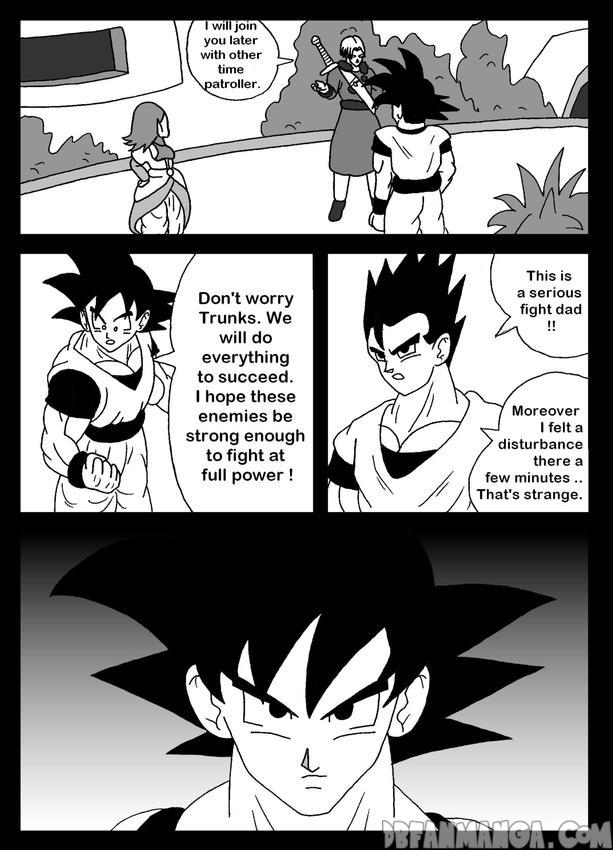 I will join
you later
with other
time
patroller.
Don't worry
Trunks. We
will do
everything
to succeed.
I hope these
enemies be
strong enough
to fight at
full power !
This is
a serious
fight dad
!!
Moreover
I felt a
disturbance
there a
few minutes ..
That's strange.
DBFANMANGA.COM